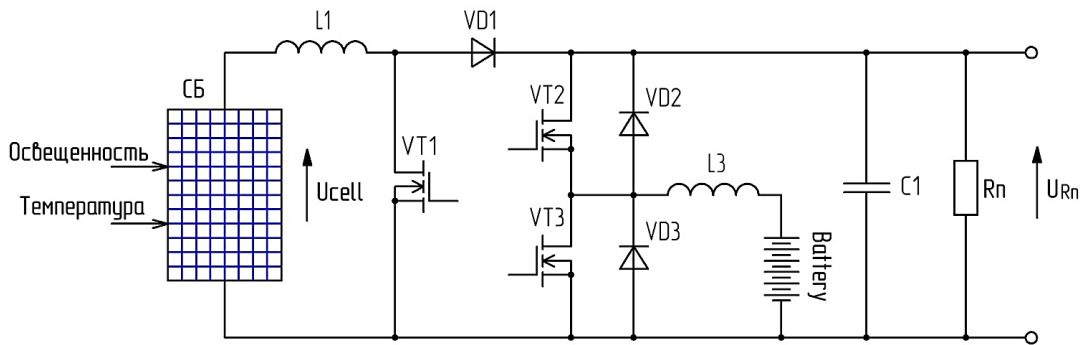 L1
VD1
СБ
VT2
VD2
Освещенность
VT1
Ucell
L3
C1
Rп
URп
Температура
VT3
VD3
Battery